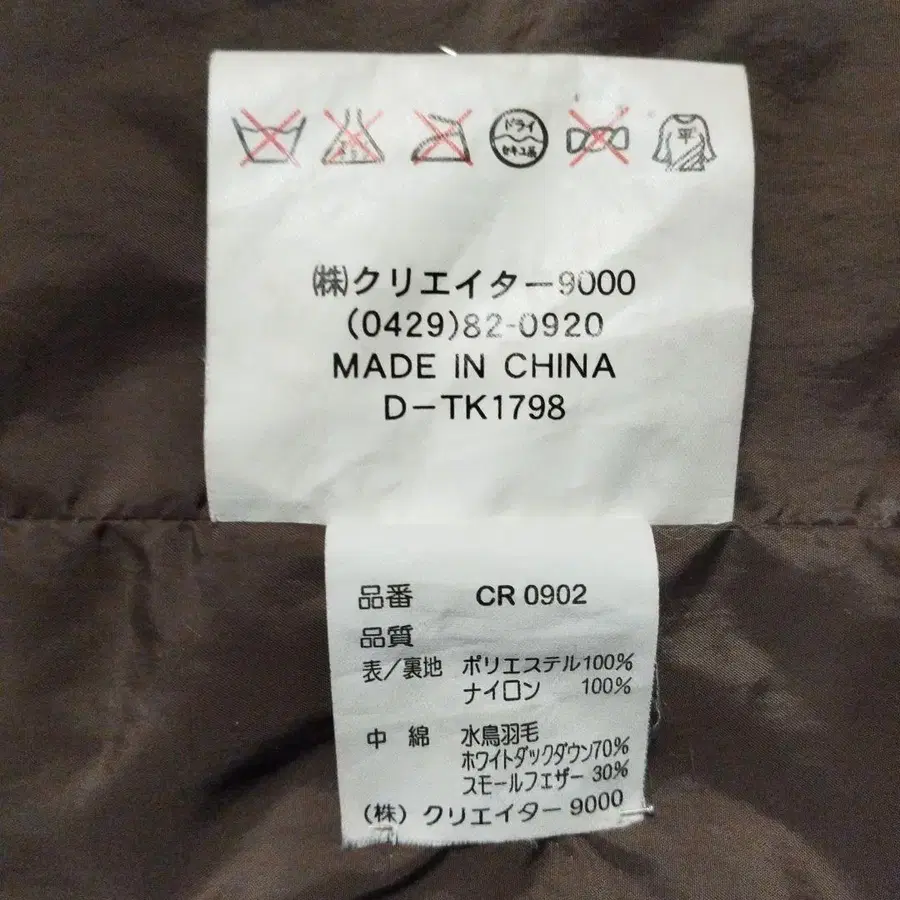 ドライ
セキユ系
平
㈱クリエイター9000
(0429)82-0920
MADE IN CHINA
D-TK1798
品番 CR 0902
品質
表/裏地 ポリエステル100%
ナイロン 100%
中 綿 水鳥羽毛
ホワイトダックダウン70%
スモールフェザー 30%
(株) クリエイター 9000